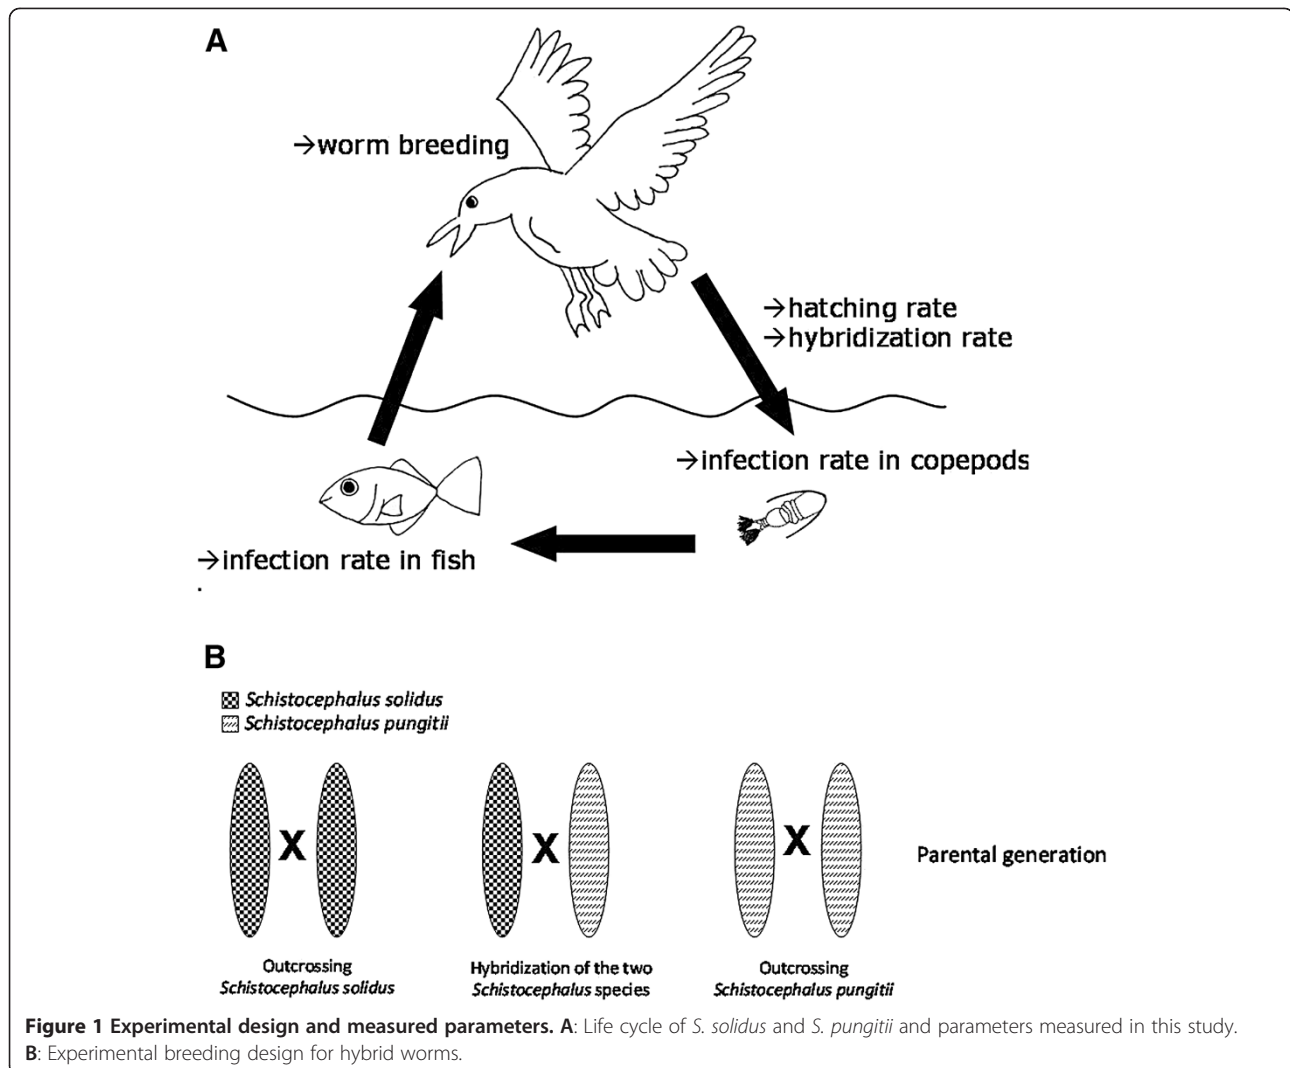 A
→worm breeding
→hatching rate
→hybridization rate
→infection rate in copepods
→infection rate in fish
.
B
Schistocephalus solidus
Schistocephalus pungitii
X X X
Parental generation
Outcrossing
Schistocephalus solidus
Hybridization of the two
Schistocephalus species
Outcrossing
Schistocephalus pungitii
Figure 1 Experimental design and measured parameters. A: Life cycle of S. solidus and S. pungitii and parameters measured in this study.
B: Experimental breeding design for hybrid worms.